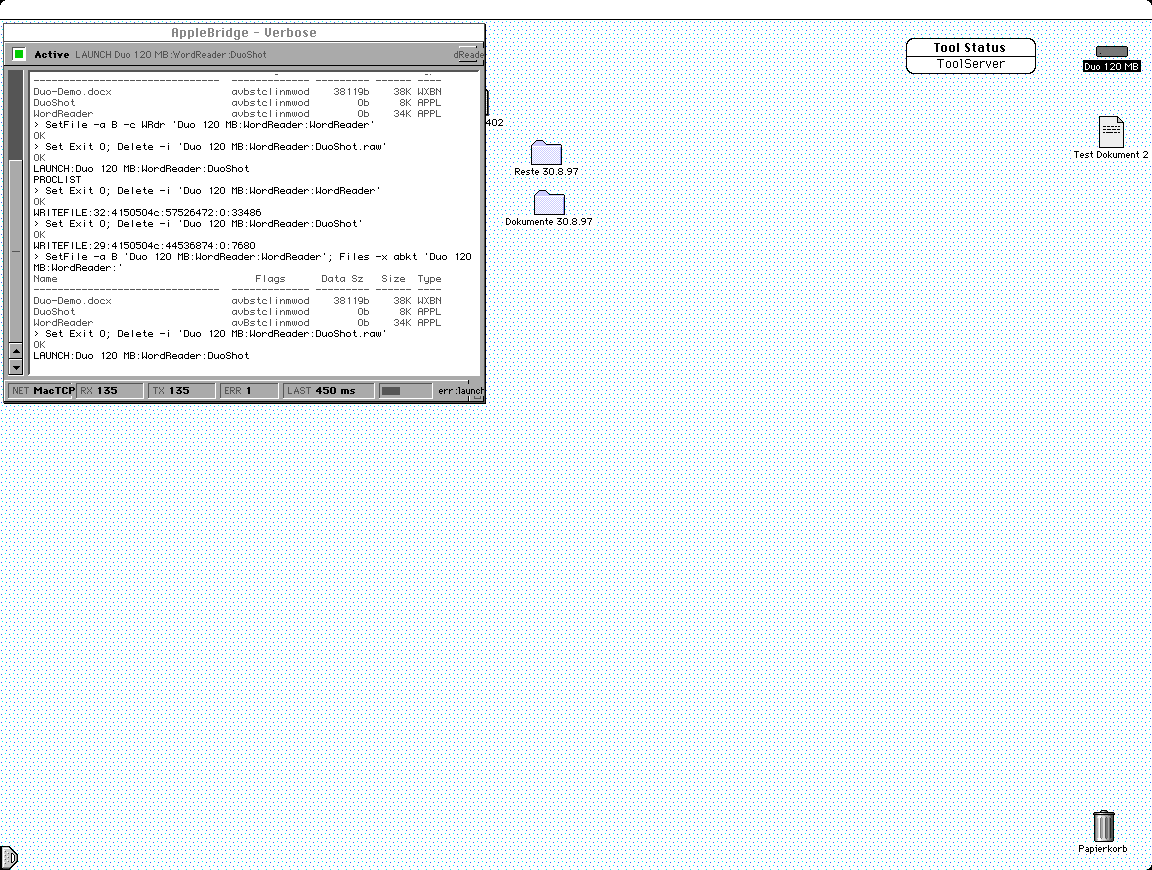 AppleBridge - Verbose
Active LAUNCH Duo 120 MB:WordReader:DuoShot dReade
Duo-Demo.docx avbstclinmwod 38119b 38K WXBN
DuoShot avbstclinmwod 0b 8K APPL
WordReader avbstclinmwod 0b 34K APPL
> SetFile -a B -c WRdr 'Duo 120 MB:WordReader:WordReader'
OK
> Set Exit 0; Delete -i 'Duo 120 MB:WordReader:DuoShot.raw'
OK
LAUNCH:Duo 120 MB:WordReader:DuoShot
PROCLIST
> Set Exit 0; Delete -i 'Duo 120 MB:WordReader:WordReader'
OK
WRITEFILE:32:4150504c:57526472:0:33486
> Set Exit 0; Delete -i 'Duo 120 MB:WordReader:DuoShot'
OK
WRITEFILE:29:4150504c:44536874:0:7680
> SetFile -a B 'Duo 120 MB:WordReader:WordReader'; Files -x abkt 'Duo 120
MB:WordReader:'
Name Flags Data Sz Size Type
------------------------------- ------------- --------- ------ ----
Duo-Demo.docx avbstclinmwod 38119b 38K WXBN
DuoShot avBstclinmwod 0b 8K APPL
WordReader avBstclinmwod 0b 34K APPL
> Set Exit 0; Delete -i 'Duo 120 MB:WordReader:DuoShot.raw'
OK
LAUNCH:Duo 120 MB:WordReader:DuoShot
NET MacTCP RX 135 TX 135 ERR 1 LAST 450 ms err:launch
402
Reste 30.8.97
Dokumente 30.8.97
Tool Status
ToolServer
Duo 120 MB
Test Dokument 2
Papierkorb